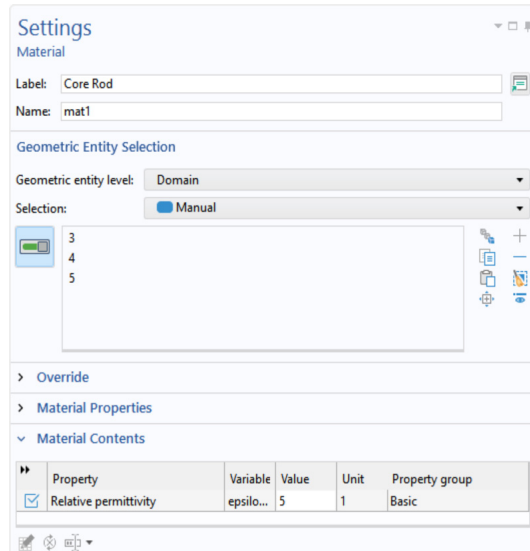 Settings
Material
Label: Core Rod
Name: mat1
Geometric Entity Selection
Geometric entity level: Domain
Selection: Manual
3
4
5
Override
Material Properties
Material Contents
Property Variable Value Unit Property group
Relative permittivity epsilo... 5 1 Basic